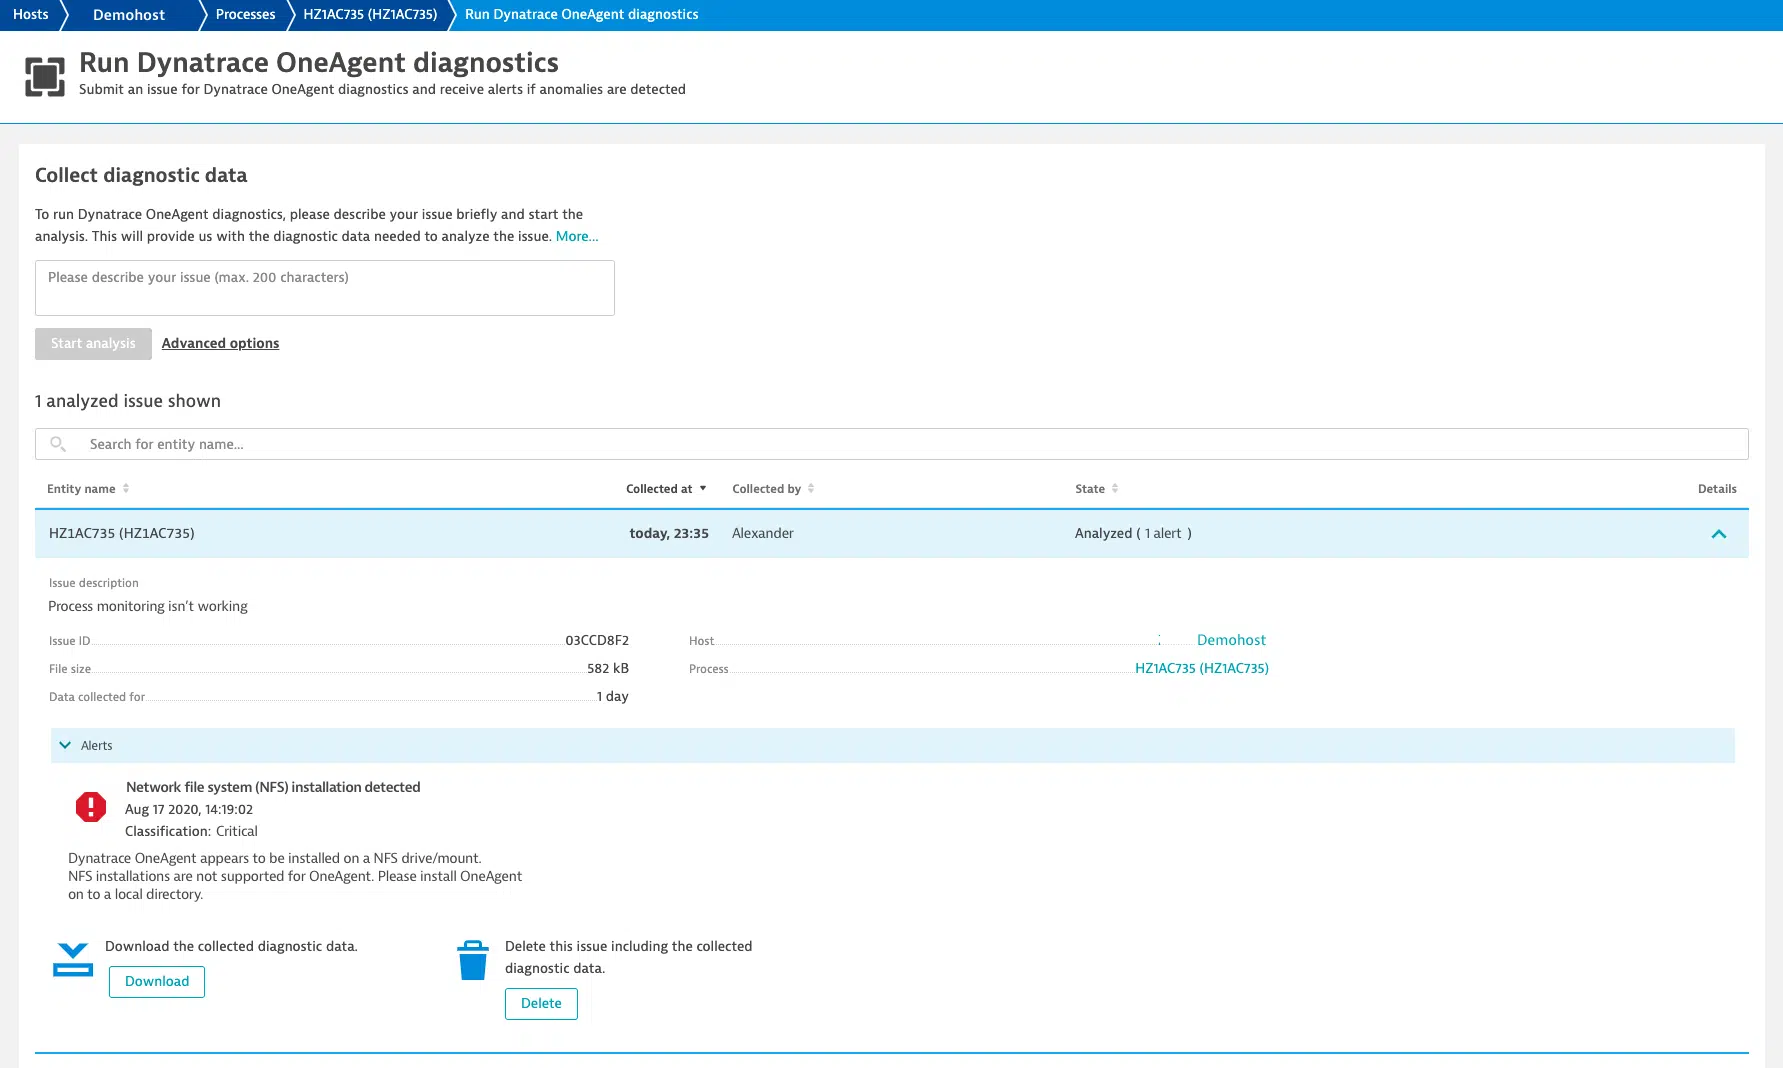 Hosts
Demohost
Processes
HZ1AC735 (HZ1AC735)
Run Dynatrace OneAgent diagnostics
Run Dynatrace OneAgent diagnostics
Submit an issue for Dynatrace OneAgent diagnostics and receive alerts if anomalies are detected
Collect diagnostic data
To run Dynatrace OneAgent diagnostics, please describe your issue briefly and start the
analysis. This will provide us with the diagnostic data needed to analyze the issue. More...
Please describe your issue (max. 200 characters)
Start analysis Advanced options
1 analyzed issue shown
Search for entity name...
Entity name Collected at Collected by State Details
HZ1AC735 (HZ1AC735) today, 23:35 Alexander Analyzed ( 1 alert )
Issue description
Process monitoring isn't working
Issue ID 03CCD8F2 Host Demohost
File size 582 kB Process HZ1AC735 (HZ1AC735)
Data collected for 1 day
Alerts
Network file system (NFS) installation detected
Aug 17 2020, 14:19:02
Classification: Critical
Dynatrace OneAgent appears to be installed on a NFS drive/mount.
NFS installations are not supported for OneAgent. Please install OneAgent
on to a local directory.
Download the collected diagnostic data.
Download
Delete this issue including the collected
diagnostic data.
Delete